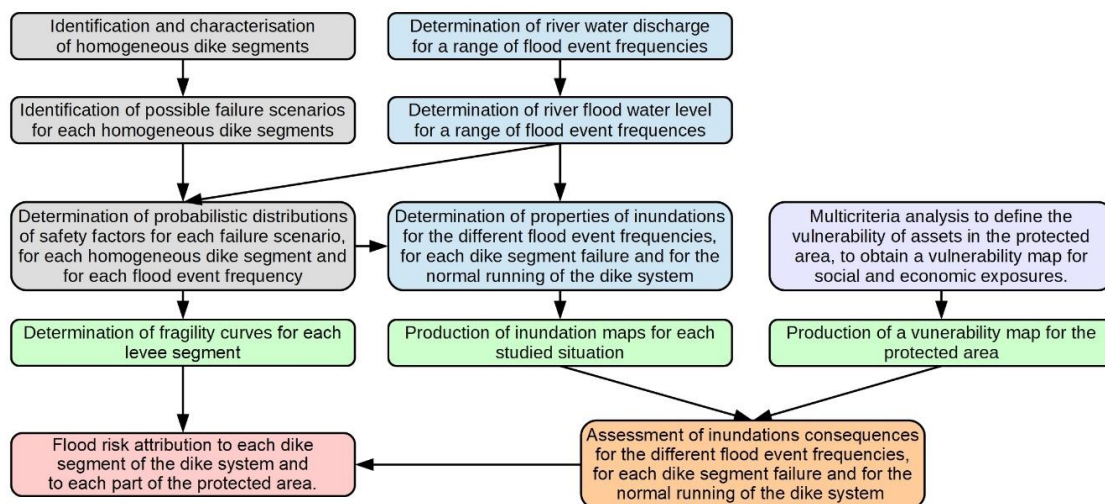 Identification and characterisation
of homogeneous dike segments
Determination of river water discharge
for a range of flood event frequencies
Identification of possible failure scenarios
for each homogeneous dike segments
Determination of river flood water level
for a range of flood event frequences
Determination of probabilistic distributions
of safety factors for each failure scenario,
for each homogeneous dike segment and
for each flood event frequency
Determination of properties of inundations
for the different flood event frequencies,
for each dike segment failure and for the
normal running of the dike system
Multicriteria analysis to define the
vulnerability of assets in the protected
area, to obtain a vulnerability map for
social and economic exposures.
Determination of fragility curves for each
levee segment
Production of inundation maps for each
studied situation
Production of a vunerability map for the
protected area
Flood risk attribution to each dike
segment of the dike system and
to each part of the protected area.
Assessment of inundations consequences
for the different flood event frequencies,
for each dike segment failure and for the
normal running of the dike system